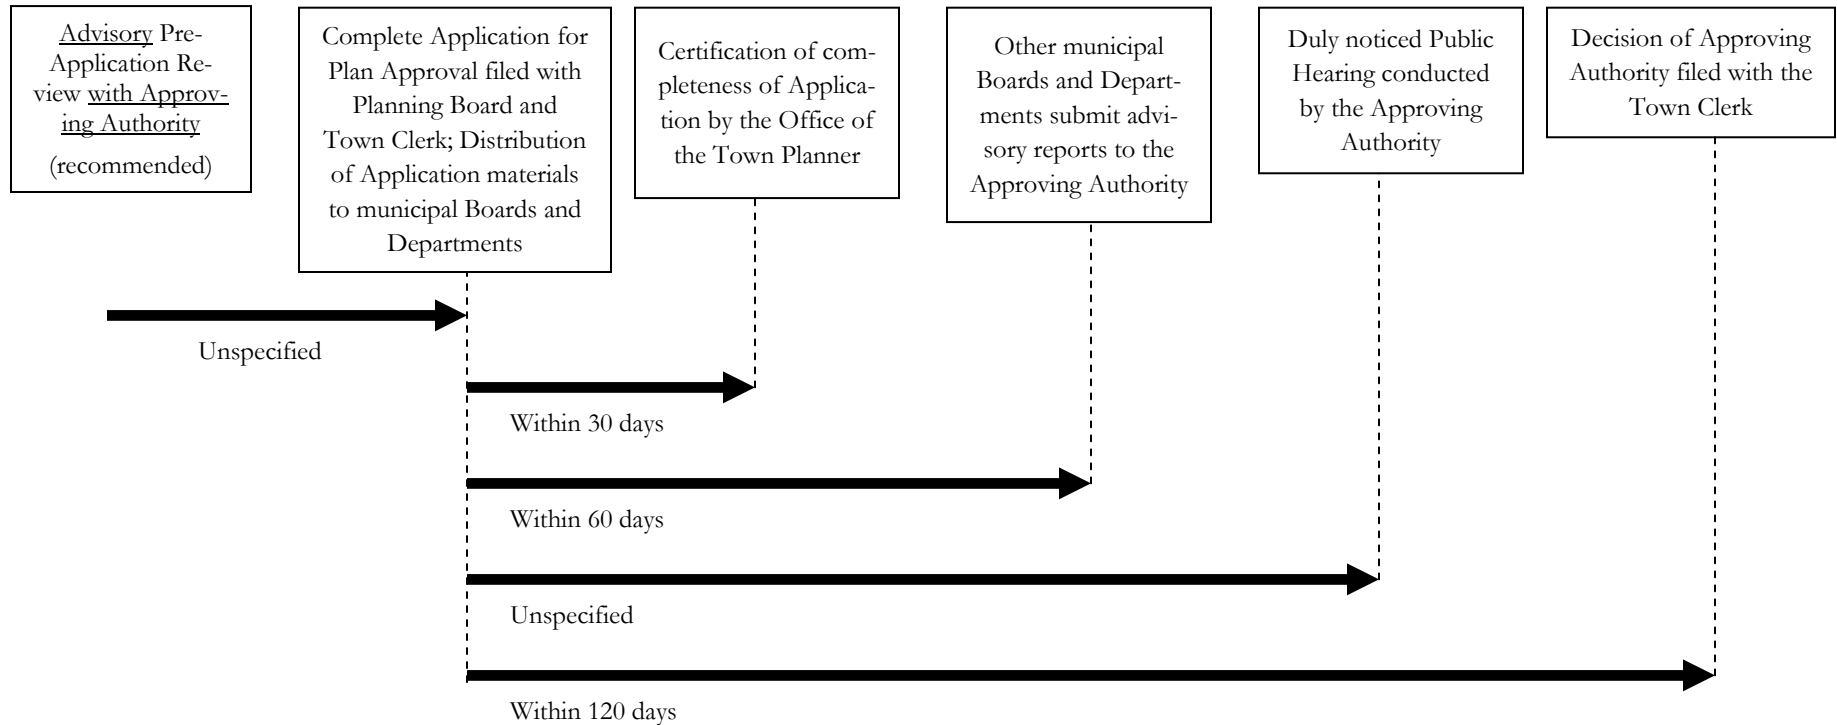 Advisory Pre-
Application Re-
view with Approv-
ing Authority
(recommended)
Complete Application for
Plan Approval filed with
Planning Board and
Town Clerk; Distribution
of Application materials
to municipal Boards and
Departments
Certification of com-
pleteness of Applica-
tion by the Office of
the Town Planner
Other municipal
Boards and Depart-
ments submit advi-
sory reports to the
Approving Authority
Duly noticed Public
Hearing conducted
by the Approving
Authority
Decision of Approving
Authority filed with the
Town Clerk
Unspecified
Within 30 days
Within 60 days
Unspecified
Within 120 days